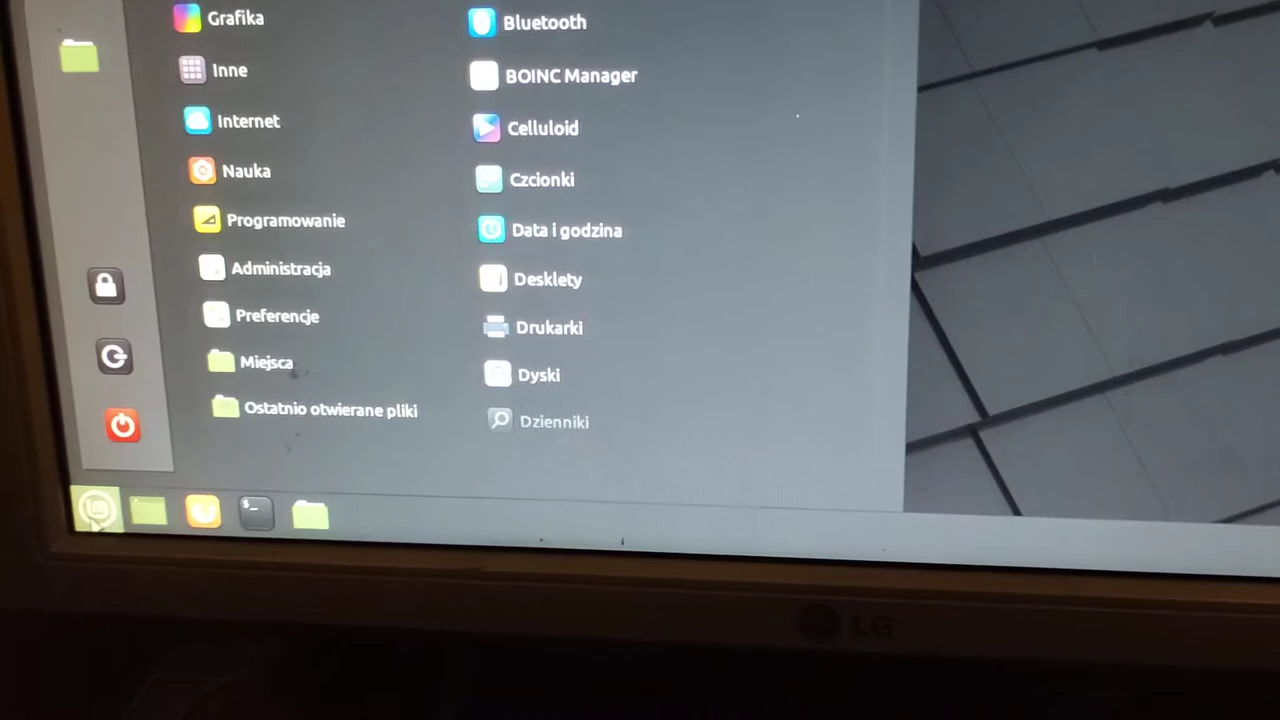 Grafika
Inne
Internet
Nauka
Programowanie
Administracja
Preferencje
Miejsca
Ostatnio otwierane pliki
Bluetooth
BOINC Manager
Celluloid
Czcionki
Data i godzina
Desklety
Drukarki
Dyski
Dzienniki
$_
LG